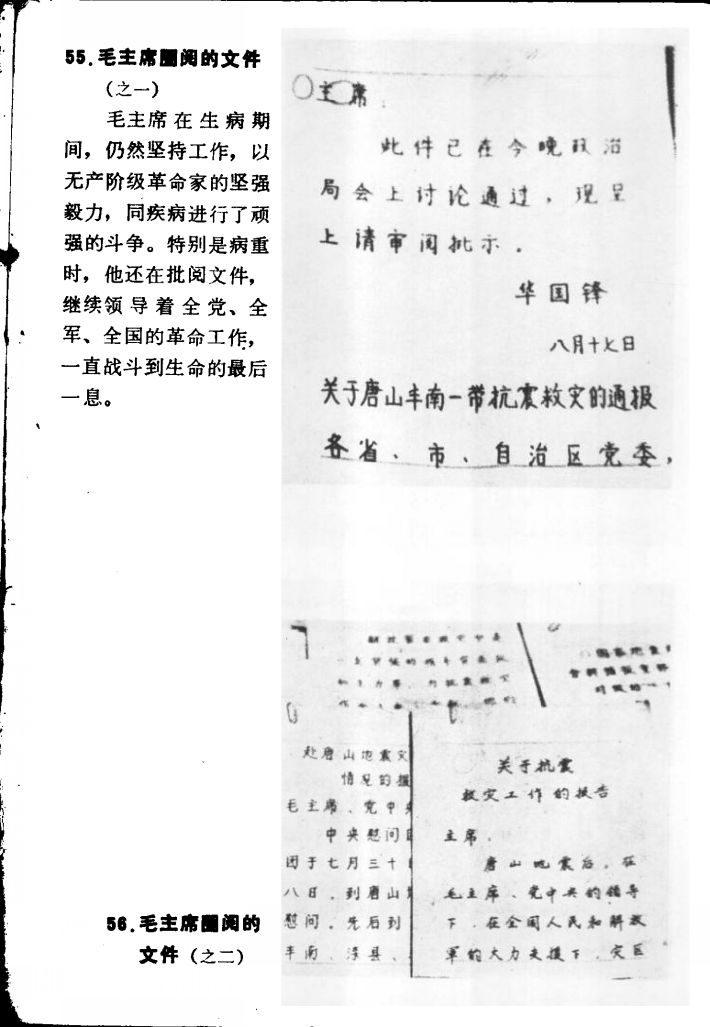 55.毛主席圈阅的文件
(之一)
毛主席在生病期
间，仍然坚持工作，以
无产阶级革命家的坚强
毅力，同疾病进行了顽
强的斗争。特别是病重
时，他还在批阅文件，
继续领导着全党、全
军、全国的革命工作，
一直战斗到生命的最后
一息。
主席：
此件已在今晚政治
局会上讨论通过，现呈
上请审阅批示。
华国锋
八月十七日
关于唐山丰南一带抗震救灾的通报
各省、市、自治区党委，
赴唐山地震灾
情况的报
毛主席、党中央
中央慰问
团于七月三十
八日，到唐山
慰问。先后到
丰南、滦县、
关于抗震
救灾工作的报告
主席、
唐山地震后，在
毛主席、党中央的领导
下，在全国人民和解放
军的大力支援下，灾区
56.毛主席圈阅的
文件(之二)